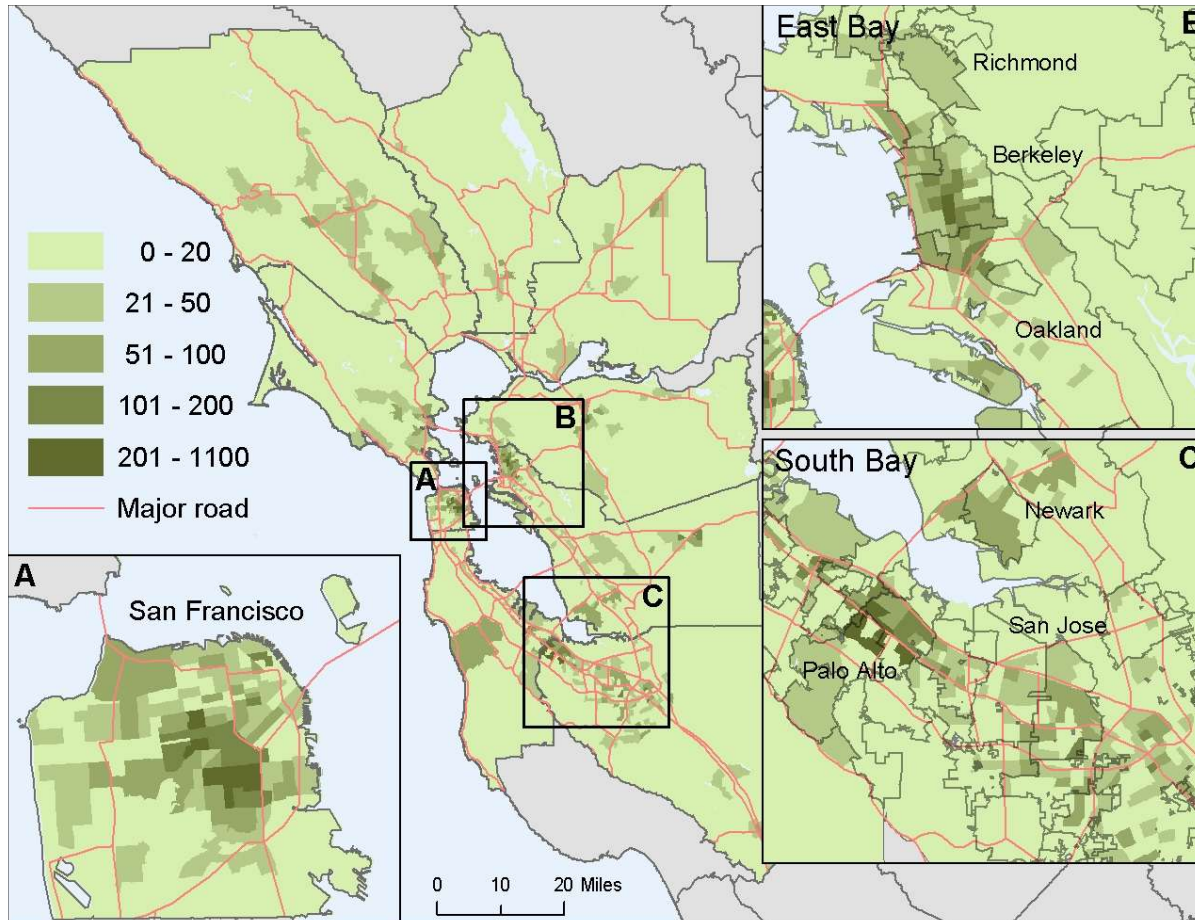 East Bay
Richmond
Berkeley
Oakland
0 - 20
21 - 50
51 - 100
101 - 200
201 - 1100
Major road
B
A
C
South Bay
C
Newark
San Jose
Palo Alto
A
San Francisco
0 10 20 Miles